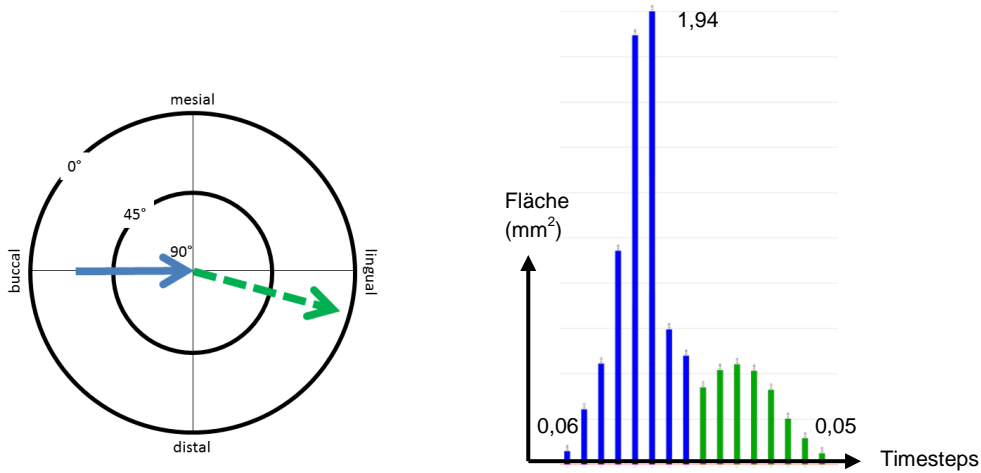 mesial
0°
45°
90°
buccal
lingual
distal
1,94
Fläche
(mm²)
0,06
0,05
Timesteps